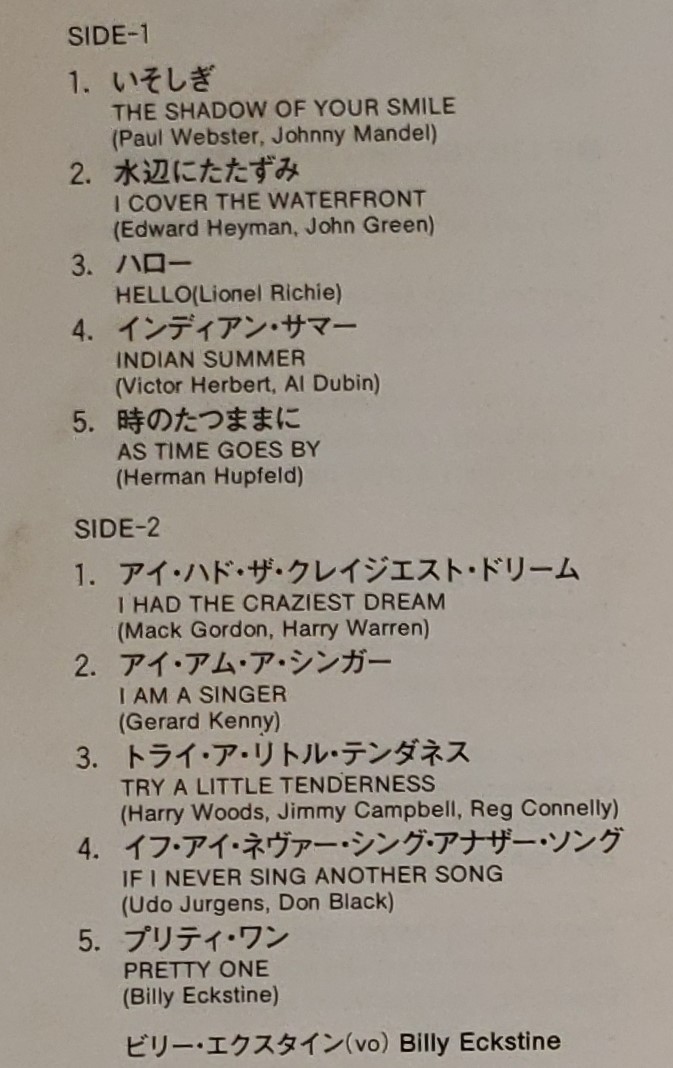 SIDE-1
1. いそしぎ
THE SHADOW OF YOUR SMILE
(Paul Webster, Johnny Mandel)
2. 水辺にたたずみ
I COVER THE WATERFRONT
(Edward Heyman, John Green)
3. ハロー
HELLO(Lionel Richie)
4. インディアン・サマー
INDIAN SUMMER
(Victor Herbert, Al Dubin)
5. 時のたつままに
AS TIME GOES BY
(Herman Hupfeld)
SIDE-2
1. アイ・ハド・ザ・クレイジエスト・ドリーム
I HAD THE CRAZIEST DREAM
(Mack Gordon, Harry Warren)
2. アイ・アム・ア・シンガー
I AM A SINGER
(Gerard Kenny)
3. トライ・ア・リトル・テンダネス
TRY A LITTLE TENDERNESS
(Harry Woods, Jimmy Campbell, Reg Connelly)
4. イフ・アイ・ネヴァー・シング・アナザー・ソング
IF I NEVER SING ANOTHER SONG
(Udo Jurgens, Don Black)
5. プリティ・ワン
PRETTY ONE
(Billy Eckstine)
ビリー・エクスタイン(vo) Billy Eckstine